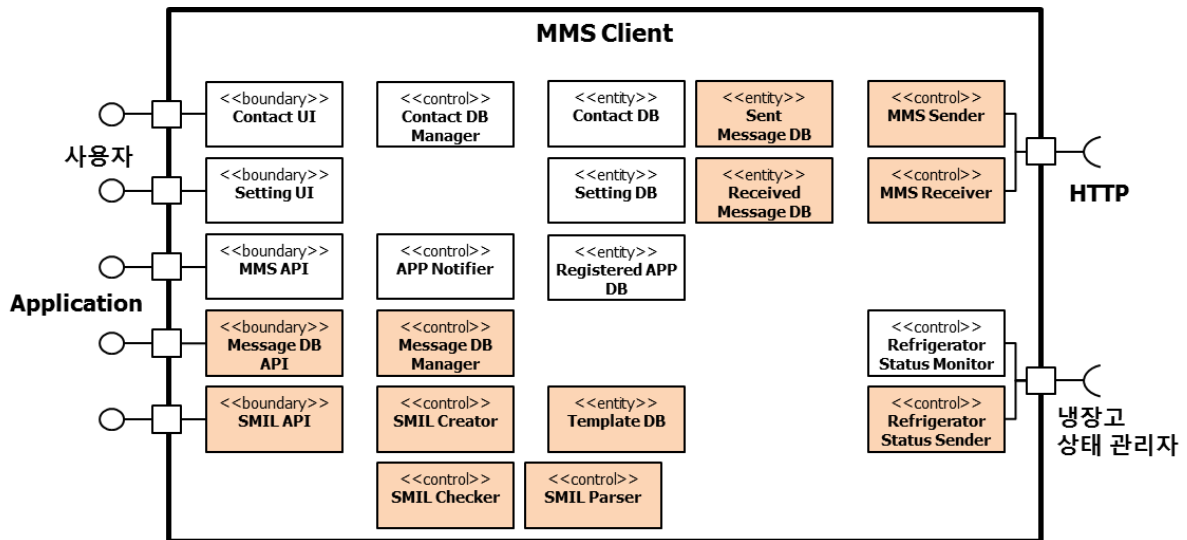 MMS Client
<<boundary>>
Contact UI
<<control>>
Contact DB
Manager
<<entity>>
Contact DB
<<entity>>
Sent
Message DB
<<control>>
MMS Sender
사용자
<<boundary>>
Setting UI
<<entity>>
Setting DB
<<entity>>
Received
Message DB
<<control>>
MMS Receiver
HTTP
<<boundary>>
MMS API
<<control>>
APP Notifier
<<entity>>
Registered APP
DB
Application
<<boundary>>
Message DB
API
<<control>>
Message DB
Manager
<<control>>
Refrigerator
Status Monitor
<<boundary>>
SMIL API
<<control>>
SMIL Creator
<<entity>>
Template DB
<<control>>
Refrigerator
Status Sender
냉장고
상태 관리자
<<control>>
SMIL Checker
<<control>>
SMIL Parser